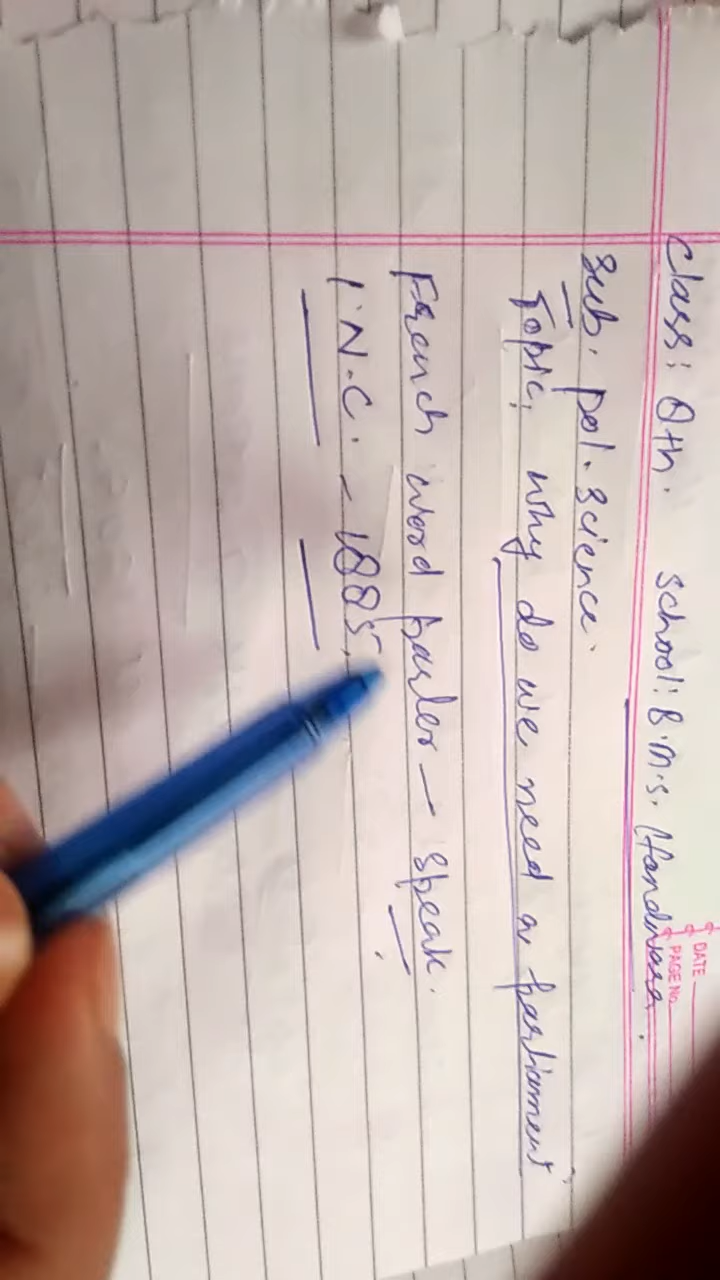 DATE
PAGE NO.
Class: 8th. School: B.M.S. Handwara.
Sub. pol. science.
Topic, why do we need a parliament
French word parler - speak.
I.N.C. - 1885.